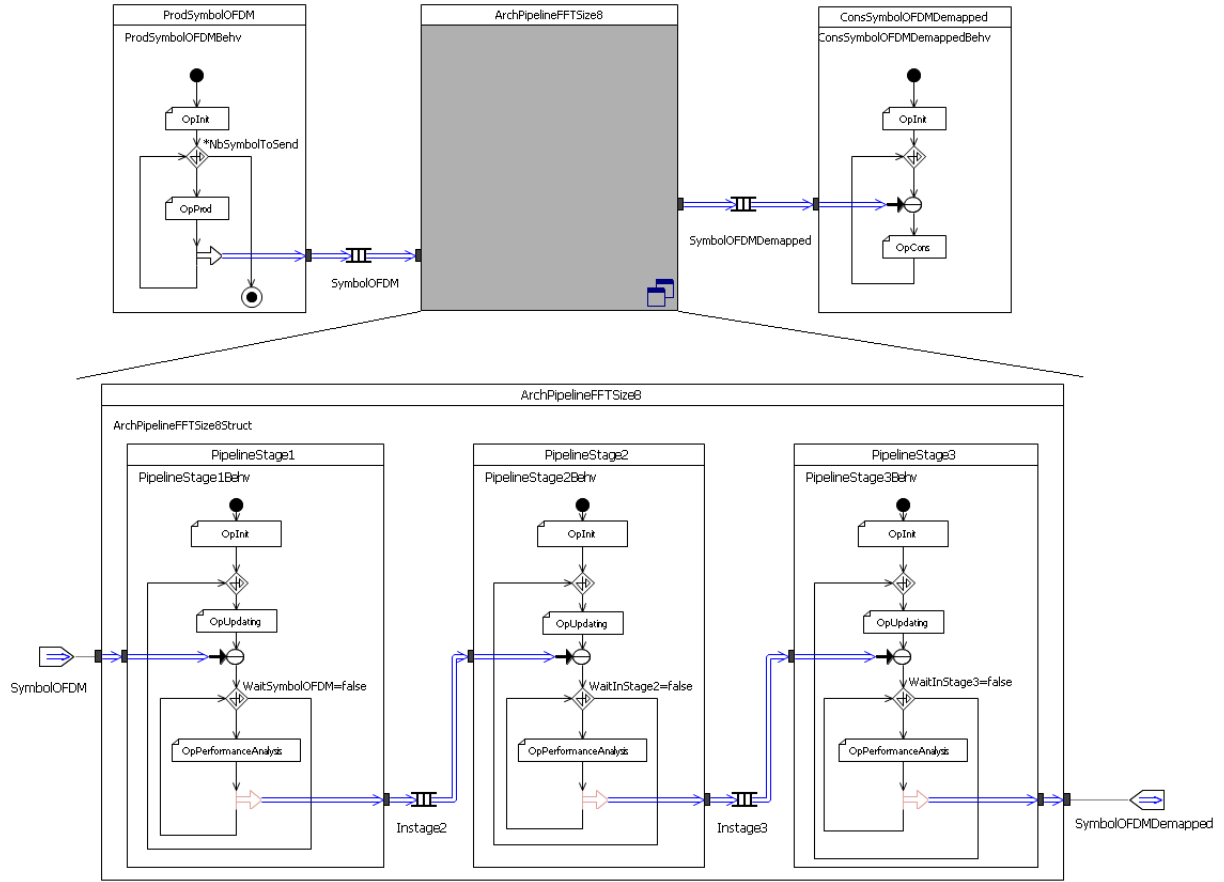 ProdSymbolOFDM
ArchPipelineFFTSize8
ConsSymbolOFDMDemapped
ProdSymbolOFDMBehv
ConsSymbolOFDMDemappedBehv
OpInit
OpInit
*NbSymbolToSend
OpProd
SymbolOFDMDemapped
OpCons
SymbolOFDM
ArchPipelineFFTSize8
ArchPipelineFFTSize8Struct
PipelineStage1
PipelineStage2
PipelineStage3
PipelineStage1Behv
PipelineStage2Behv
PipelineStage3Behv
OpInit
OpInit
OpInit
OpUpdating
OpUpdating
OpUpdating
SymbolOFDM
WaitSymbolOFDM=false
WaitInStage2=false
WaitInStage3=false
OpPerformanceAnalysis
OpPerformanceAnalysis
OpPerformanceAnalysis
Instage2
Instage3
SymbolOFDMDemapped